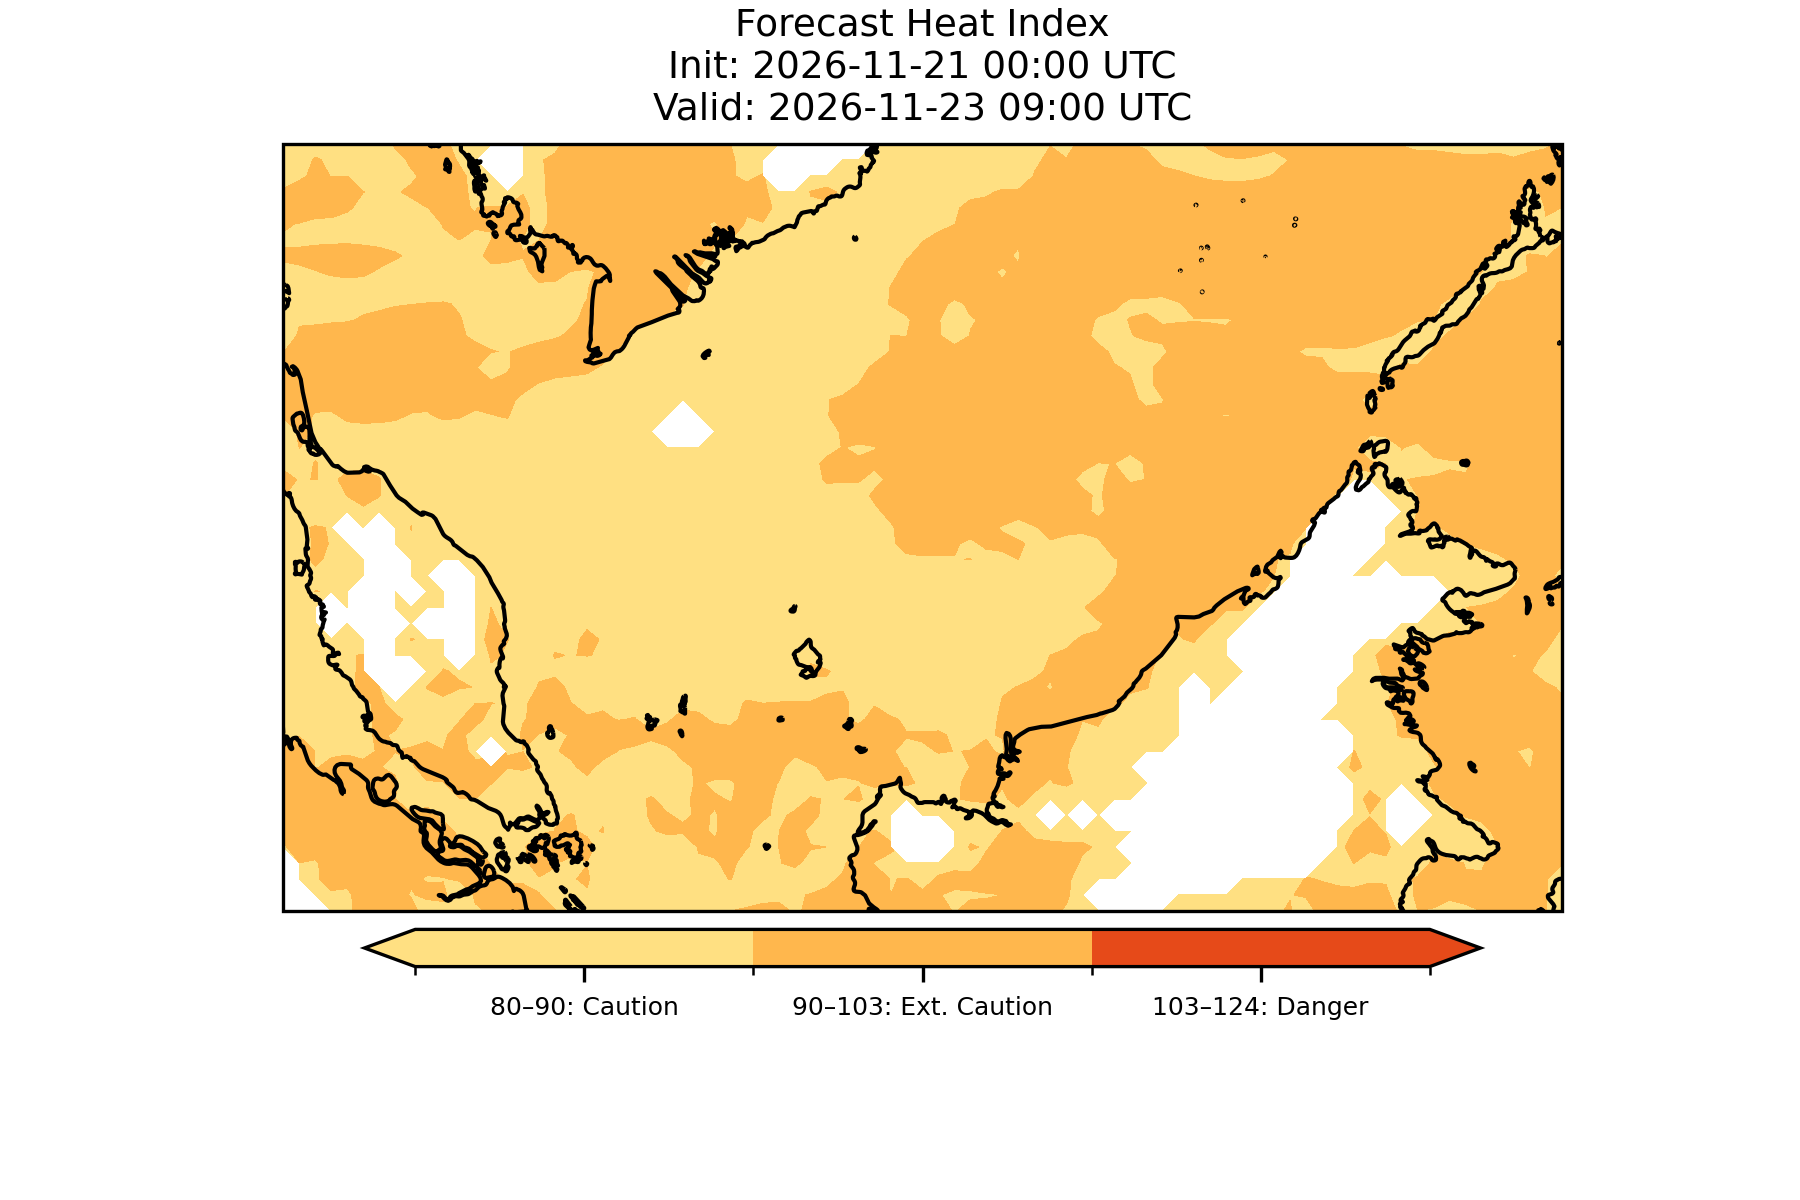 Forecast Heat Index
Init: 2026-11-21 00:00 UTC
Valid: 2026-11-23 09:00 UTC
80–90: Caution
90–103: Ext. Caution
103–124: Danger